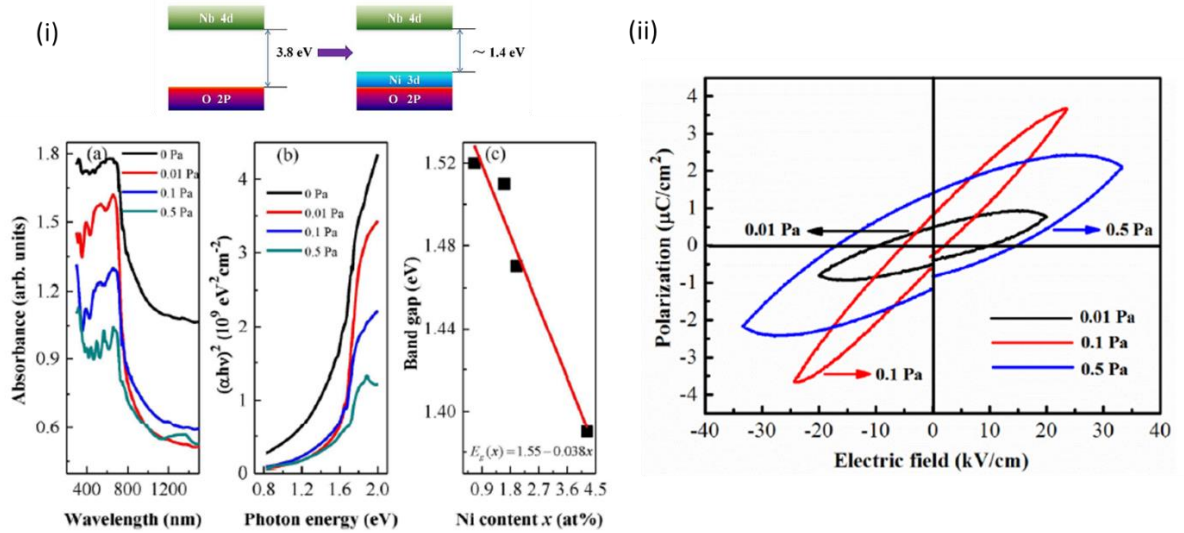 (i)
Nb 4d
Nb 4d
3.8 eV
~ 1.4 eV
Ni 3d
O 2P
O 2P
(a)
0 Pa
0.01 Pa
0.1 Pa
0.5 Pa
1.8
1.5
1.2
0.9
0.6
Absorbance (arb. units)
400 800 1200
Wavelength (nm)
(b)
0 Pa
0.01 Pa
0.1 Pa
0.5 Pa
4
3
2
1
0
(αhν)² (10⁹ eV⁻²cm⁻²)
0.8 1.2 1.6 2.0
Photon energy (eV)
(c)
1.52
1.48
1.44
1.40
Band gap (eV)
E_g(x)=1.55−0.038x
0.9 1.8 2.7 3.6 4.5
Ni content x (at%)
(ii)
4
3
2
1
0
-1
-2
-3
-4
Polarization (μC/cm²)
0.01 Pa
0.5 Pa
0.1 Pa
0.01 Pa
0.1 Pa
0.5 Pa
-40 -30 -20 -10 0 10 20 30 40
Electric field (kV/cm)